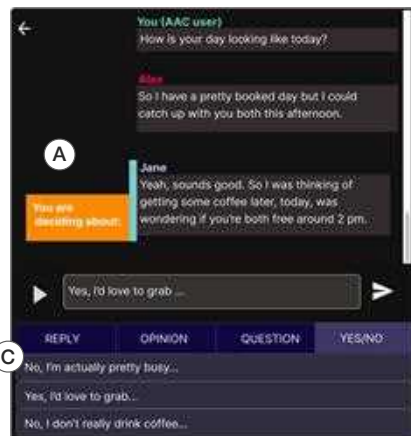 You (AAC user)
How is your day looking like today?
Alex
So I have a pretty booked day but I could
catch up with you both this afternoon.
A
Jane
Yeah, sounds good. So I was thinking of
getting some coffee later, today, was
wondering if you're both free around 2 pm.
You are
deciding about:
Yes, I'd love to grab ...
REPLY OPINION QUESTION YES/NO
C
No, I'm actually pretty busy...
Yes, I'd love to grab...
No, I don't really drink coffee...